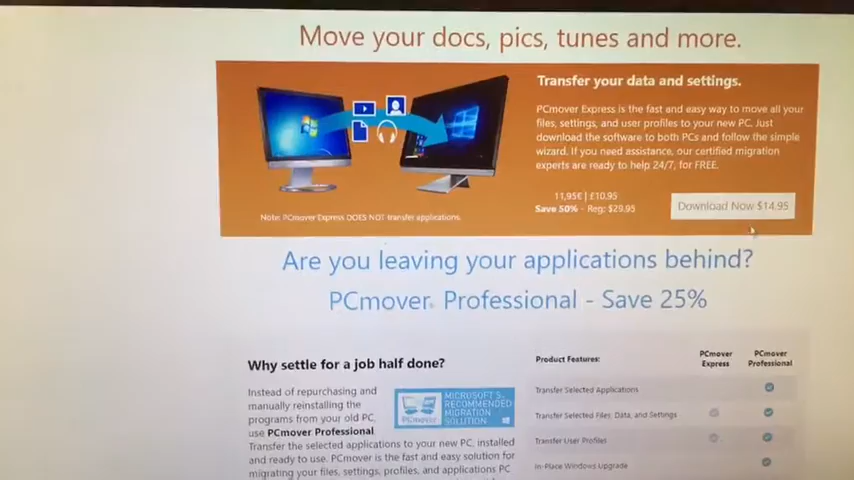 Move your docs, pics, tunes and more.
Transfer your data and settings.
PCmover Express is the fast and easy way to move all your
files, settings, and user profiles to your new PC. Just
download the software to both PCs and follow the simple
wizard. If you need assistance, our certified migration
experts are ready to help 24/7, for FREE.
11,95€ | £10.95
Save 50% - Reg: $29.95
Download Now $14.95
Note: PCmover Express DOES NOT transfer applications.
Are you leaving your applications behind?
PCmover Professional - Save 25%
Why settle for a job half done?
Instead of repurchasing and
manually reinstalling the
programs from your old PC,
use PCmover Professional
Transfer the selected applications to your new PC, installed
and ready to use. PCmover is the fast and easy solution for
migrating your files, settings, profiles, and applications PC
PCmover
MICROSOFT'S
RECOMMENDED
MIGRATION
SOLUTION
Product Features:
PCmover
Express
PCmover
Professional
Transfer Selected Applications
Transfer Selected Files, Data, and Settings
Transfer User Profiles
In-Place Windows Upgrade